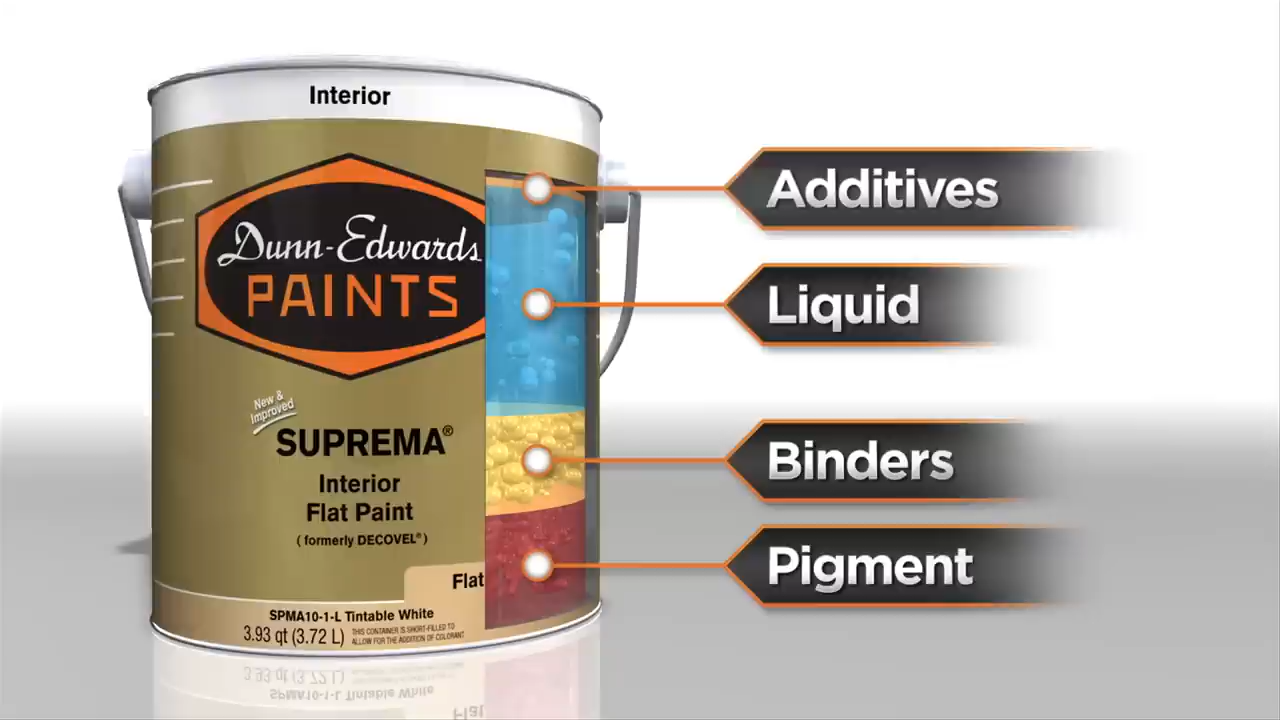 Interior
Dunn-Edwards
PAINTS
New &
Improved
SUPREMA®
Interior
Flat Paint
( formerly DECOVEL® )
Flat
SPMA10-1-L Tintable White
3.93 qt (3.72 L)
THIS CONTAINER IS SHORT-FILLED TO
ALLOW FOR THE ADDITION OF COLORANT
Additives
Liquid
Binders
Pigment